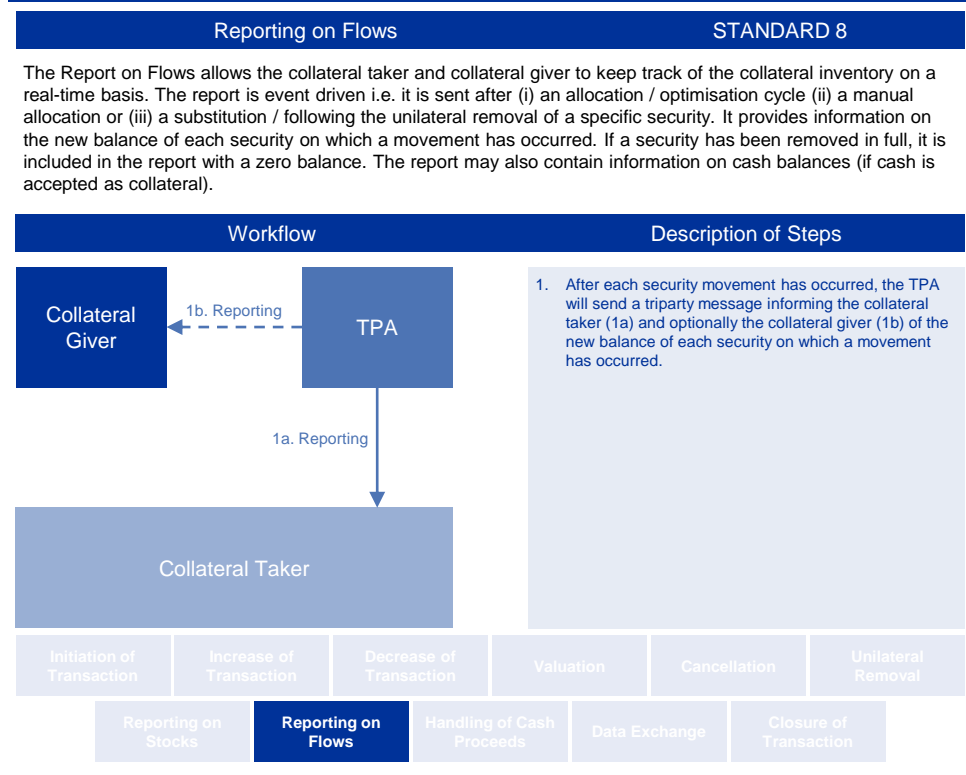 Reporting on Flows
STANDARD 8
The Report on Flows allows the collateral taker and collateral giver to keep track of the collateral inventory on a
real-time basis. The report is event driven i.e. it is sent after (i) an allocation / optimisation cycle (ii) a manual
allocation or (iii) a substitution / following the unilateral removal of a specific security. It provides information on
the new balance of each security on which a movement has occurred. If a security has been removed in full, it is
included in the report with a zero balance. The report may also contain information on cash balances (if cash is
accepted as collateral).
Workflow
Description of Steps
Collateral
Giver
1b. Reporting
TPA
1a. Reporting
Collateral Taker
1. After each security movement has occurred, the TPA
will send a triparty message informing the collateral
taker (1a) and optionally the collateral giver (1b) of the
new balance of each security on which a movement
has occurred.
Initiation of
Transaction
Increase of
Transaction
Decrease of
Transaction
Valuation
Cancellation
Unilateral
Removal
Reporting on
Stocks
Reporting on
Flows
Handling of Cash
Proceeds
Data Exchange
Closure of
Transaction